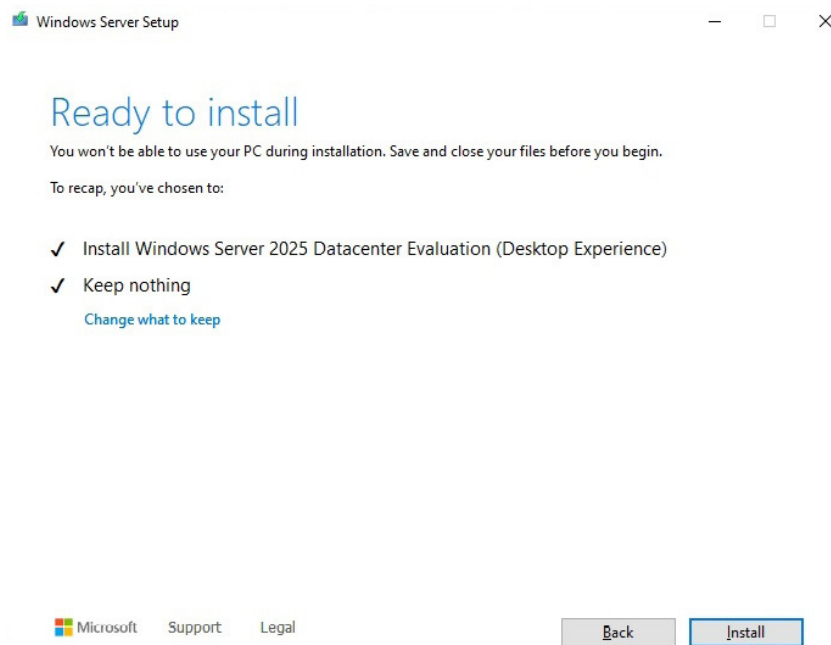 Windows Server Setup
Ready to install
You won't be able to use your PC during installation. Save and close your files before you begin.
To recap, you've chosen to:
✓ Install Windows Server 2025 Datacenter Evaluation (Desktop Experience)
✓ Keep nothing
Change what to keep
Microsoft Support Legal Back Install